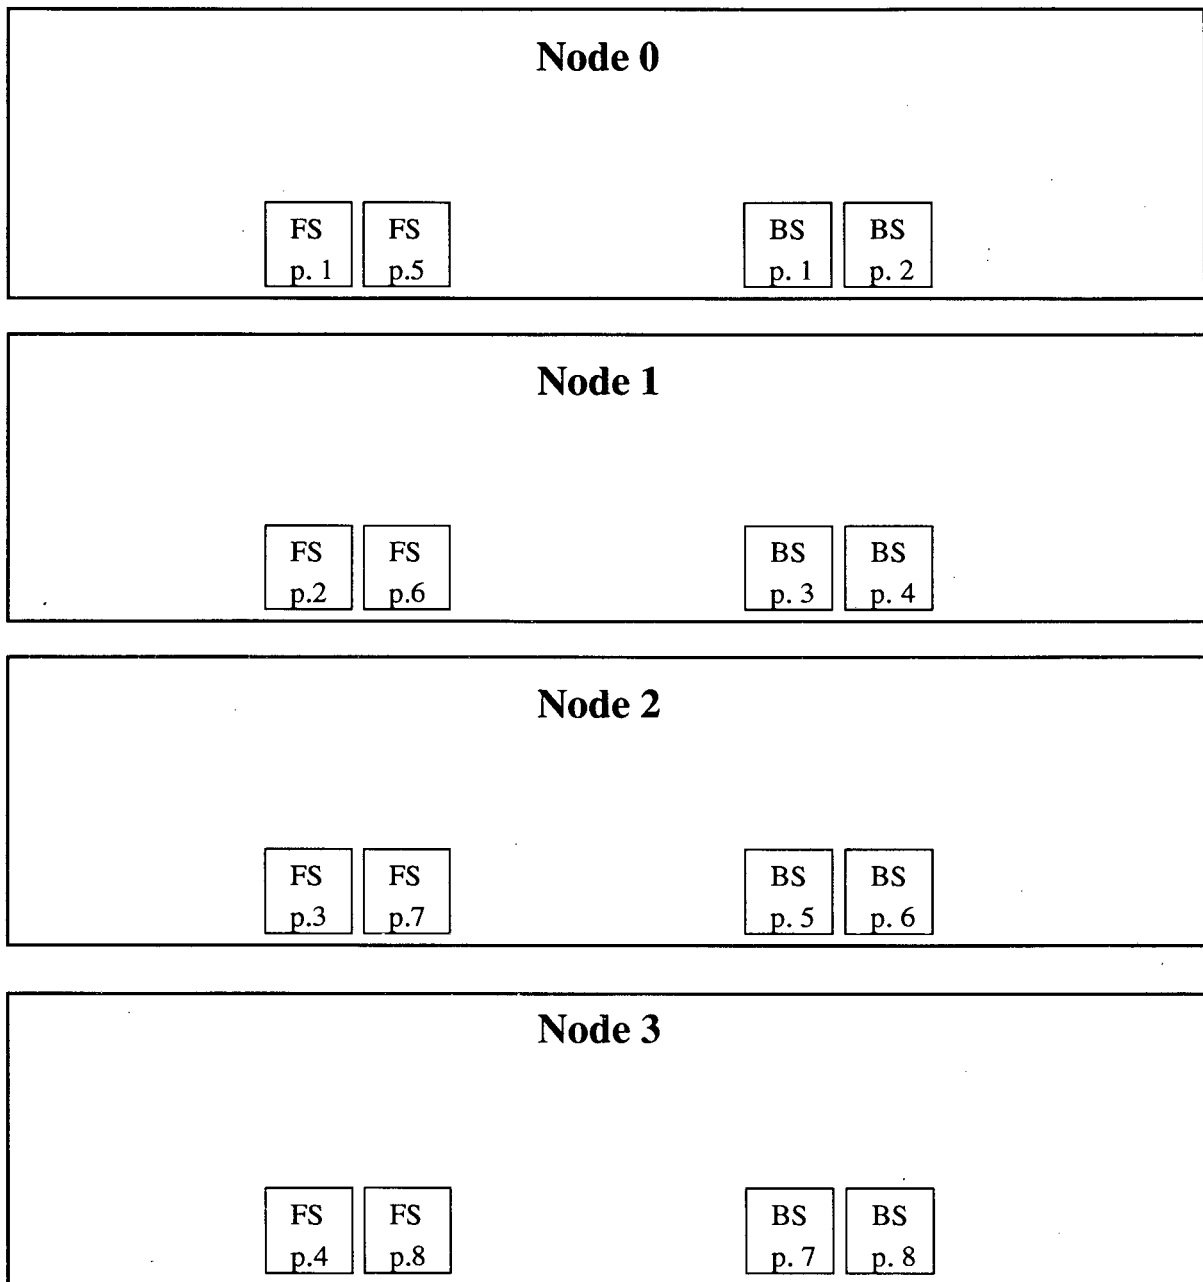 Node 0
FS FS BS BS
p. 1 p.5 p. 1 p. 2
Node 1
FS FS BS BS
p.2 p.6 p. 3 p. 4
Node 2
FS FS BS BS
p.3 p.7 p. 5 p. 6
Node 3
FS FS BS BS
p.4 p.8 p. 7 p. 8